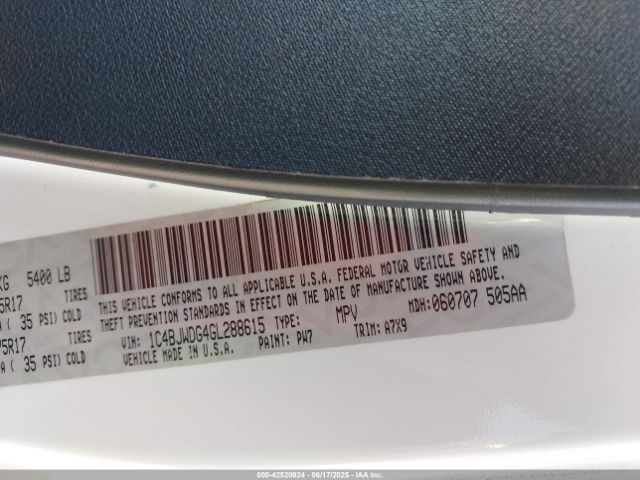 KG 5400 LB
5R17 TIRES
A ( 35 PSI) COLD
75R17 TIRES
A ( 35 PSI) COLD
THIS VEHICLE CONFORMS TO ALL APPLICABLE U.S.A. FEDERAL MOTOR VEHICLE SAFETY AND
THEFT PREVENTION STANDARDS IN EFFECT ON THE DATE OF MANUFACTURE SHOWN ABOVE.
VIN: 1C4BJWDG4GL288615 TYPE: MPV MDH: 060707 505AA
VEHICLE MADE IN U.S.A. PAINT: PW7 TRIM: A7X9
000-42520924 - 06/17/2025 - IAA Inc.